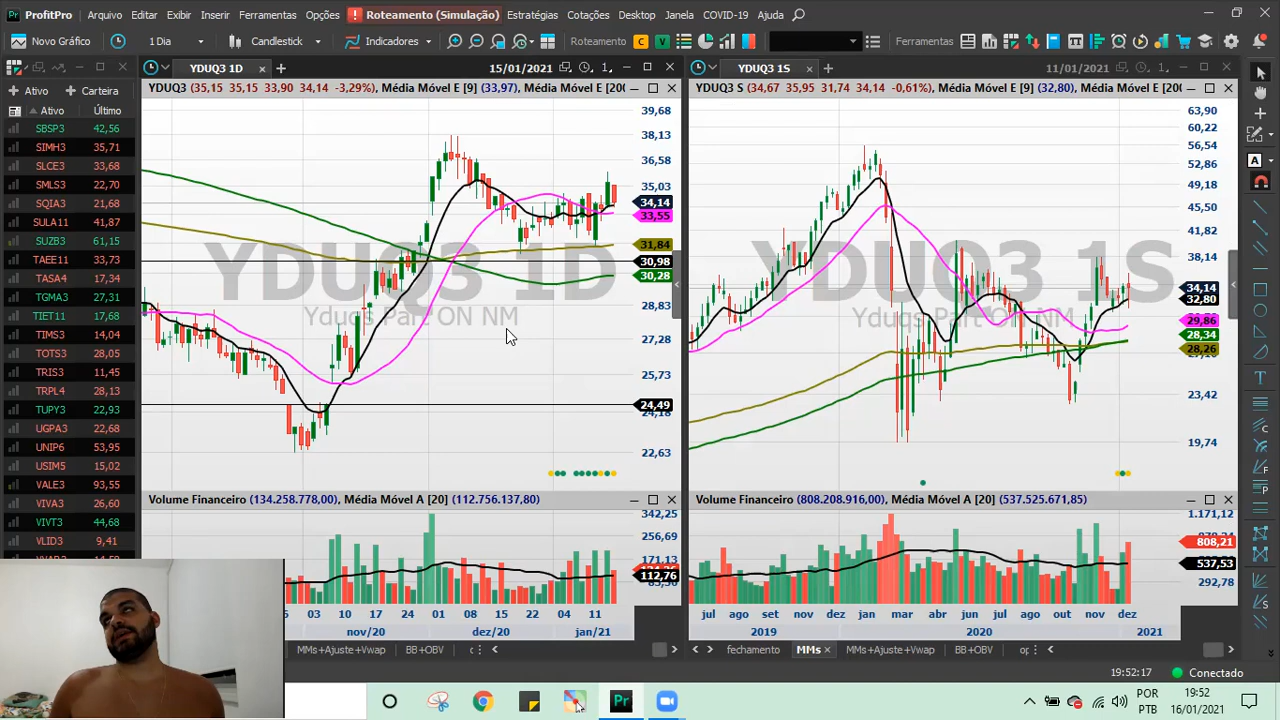 ProfitPro Arquivo Editar Exibir Inserir Ferramentas Opções Roteamento (Simulação) Estratégias Cotações Desktop Janela COVID-19 Ajuda
Novo Gráfico 1 Dia Candlestick Indicadores Roteamento C V Ferramentas
YDUQ3 1D 15/01/2021 1 YDUQ3 1S 11/01/2021 1
Ativo Carteira YDUQ3 (35,15 35,15 33,90 34,14 -3,29%), Média Móvel E [9] (33,97), Média Móvel E [200 YDUQ3 S (34,67 35,95 31,74 34,14 -0,61%), Média Móvel E [9] (32,80), Média Móvel E [200
Ativo Último
SBSP3 42,56
SIMH3 35,71
SLCE3 33,68
SMLS3 22,70
SQIA3 21,68
SULA11 41,87
SUZB3 61,15
TAEE11 33,73
TASA4 17,34
TGMA3 27,31
TIET11 17,68
TIMS3 14,04
TOTS3 28,05
TRIS3 11,45
TRPL4 28,13
TUPY3 22,93
UGPA3 22,68
UNIP6 53,95
USIM5 15,02
VALE3 93,55
VIVA3 26,60
VIVT3 44,68
VLID3 9,41
YDUQ3 1D
Yduqs Part ON NM
39,68
38,13
36,58
35,03
34,14
33,55
31,84
30,98
30,28
28,83
27,28
25,73
24,49
24,18
22,63
YDUQ3 1S
Yduqs Part ON NM
63,90
60,22
56,54
52,86
49,18
45,50
41,82
38,14
34,14
32,80
29,86
28,34
28,26
23,42
19,74
Volume Financeiro (134.258.778,00), Média Móvel A [20] (112.756.137,80)
342,25
256,69
171,13
112,76
03 10 17 24 01 08 15 22 04 11
nov/20 dez/20 jan/21
Volume Financeiro (808.208.916,00), Média Móvel A [20] (537.525.671,85)
1.171,12
808,21
537,53
292,78
jul ago set nov dez jan mar abr jun jul ago out nov dez
2019 2020 2021
MMs+Ajuste+Vwap BB+OBV fechamento MMs MMs+Ajuste+Vwap BB+OBV
19:52:17 Conectado
POR
PTB
19:52
16/01/2021